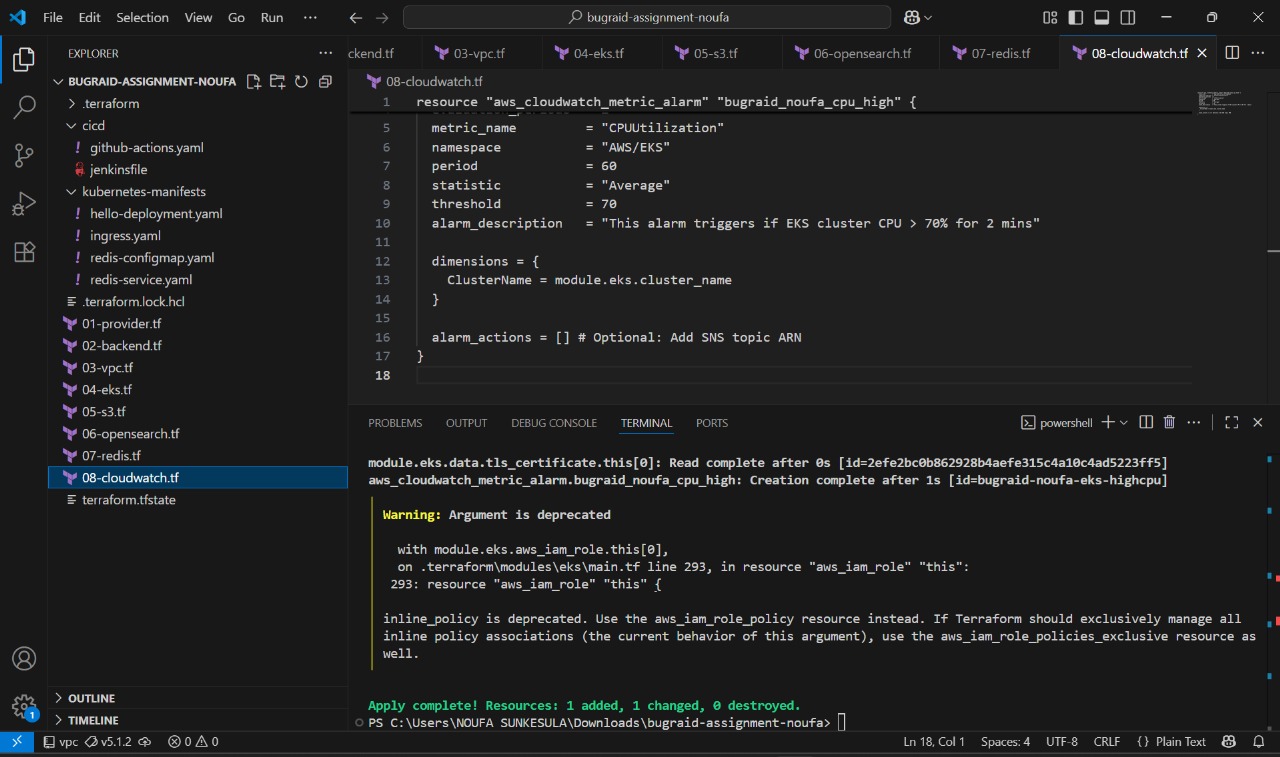 File Edit Selection View Go Run ···
bugraid-assignment-noufa
EXPLORER
BUGRAID-ASSIGNMENT-NOUFA
.terraform
cicd
github-actions.yaml
jenkinsfile
kubernetes-manifests
hello-deployment.yaml
ingress.yaml
redis-configmap.yaml
redis-service.yaml
.terraform.lock.hcl
01-provider.tf
02-backend.tf
03-vpc.tf
04-eks.tf
05-s3.tf
06-opensearch.tf
07-redis.tf
08-cloudwatch.tf
terraform.tfstate
OUTLINE
TIMELINE
ckend.tf 03-vpc.tf 04-eks.tf 05-s3.tf 06-opensearch.tf 07-redis.tf 08-cloudwatch.tf
08-cloudwatch.tf
1 resource "aws_cloudwatch_metric_alarm" "bugraid_noufa_cpu_high" {
5 metric_name = "CPUUtilization"
6 namespace = "AWS/EKS"
7 period = 60
8 statistic = "Average"
9 threshold = 70
10 alarm_description = "This alarm triggers if EKS cluster CPU > 70% for 2 mins"
11
12 dimensions = {
13 ClusterName = module.eks.cluster_name
14 }
15
16 alarm_actions = [] # Optional: Add SNS topic ARN
17 }
18
PROBLEMS OUTPUT DEBUG CONSOLE TERMINAL PORTS powershell
module.eks.data.tls_certificate.this[0]: Read complete after 0s [id=2efe2bc0b862928b4aefe315c4a10c4ad5223ff5]
aws_cloudwatch_metric_alarm.bugraid_noufa_cpu_high: Creation complete after 1s [id=bugraid-noufa-eks-highcpu]
Warning: Argument is deprecated
with module.eks.aws_iam_role.this[0],
on .terraform\modules\eks\main.tf line 293, in resource "aws_iam_role" "this":
293: resource "aws_iam_role" "this" {
inline_policy is deprecated. Use the aws_iam_role_policy resource instead. If Terraform should exclusively manage all
inline policy associations (the current behavior of this argument), use the aws_iam_role_policies_exclusive resource as
well.
Apply complete! Resources: 1 added, 1 changed, 0 destroyed.
PS C:\Users\NOUFA SUNKESULA\Downloads\bugraid-assignment-noufa>
1
vpc v5.1.2 0 0 Ln 18, Col 1 Spaces: 4 UTF-8 CRLF {} Plain Text